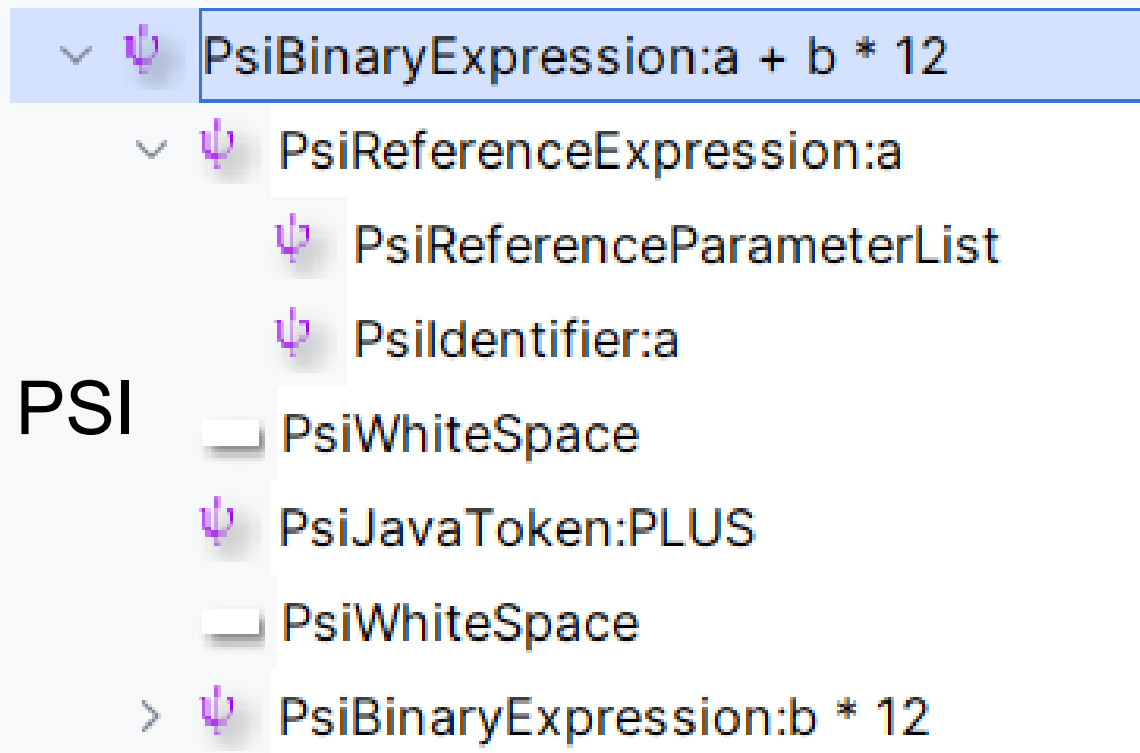 PsiBinaryExpression:a + b * 12
PsiReferenceExpression:a
PsiReferenceParameterList
PsiIdentifier:a
PSI
PsiWhiteSpace
PsiJavaToken:PLUS
PsiWhiteSpace
PsiBinaryExpression:b * 12